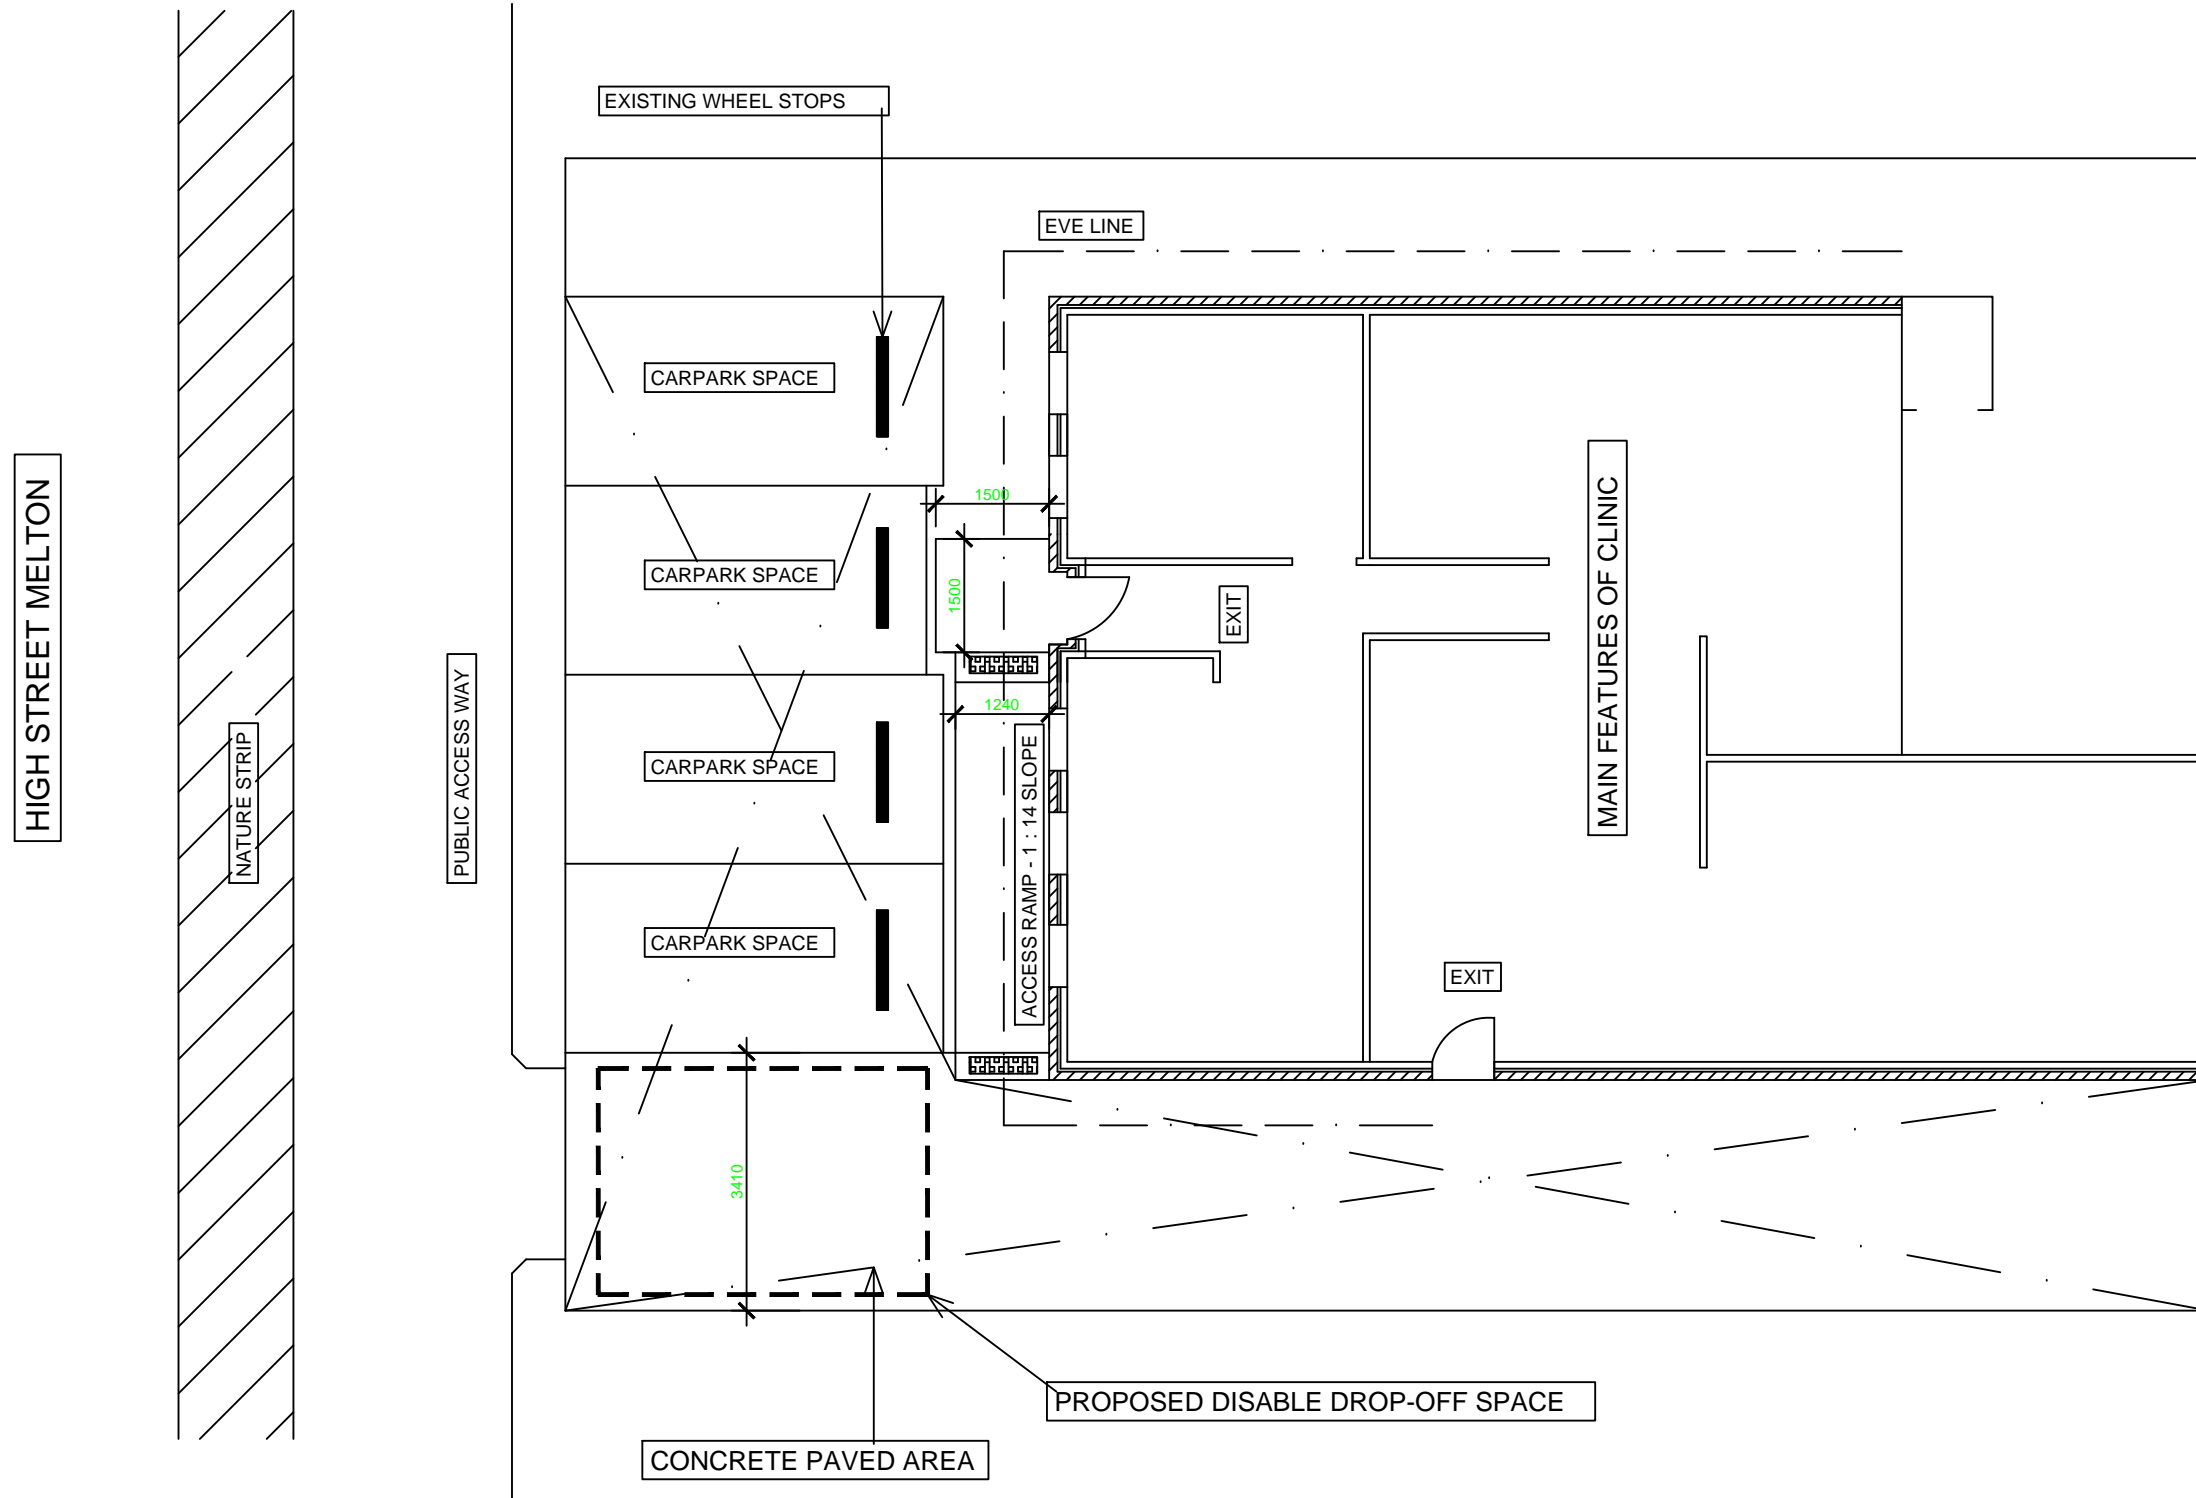 EXISTING WHEEL STOPS
EVE LINE
CARPARK SPACE
1500
HIGH STREET MELTON
CARPARK SPACE
1500
EXIT
MAIN FEATURES OF CLINIC
1240
PUBLIC ACCESS WAY
NATURE STRIP
CARPARK SPACE
ACCESS RAMP - 1 : 14 SLOPE
CARPARK SPACE
EXIT
3410
PROPOSED DISABLE DROP-OFF SPACE
CONCRETE PAVED AREA